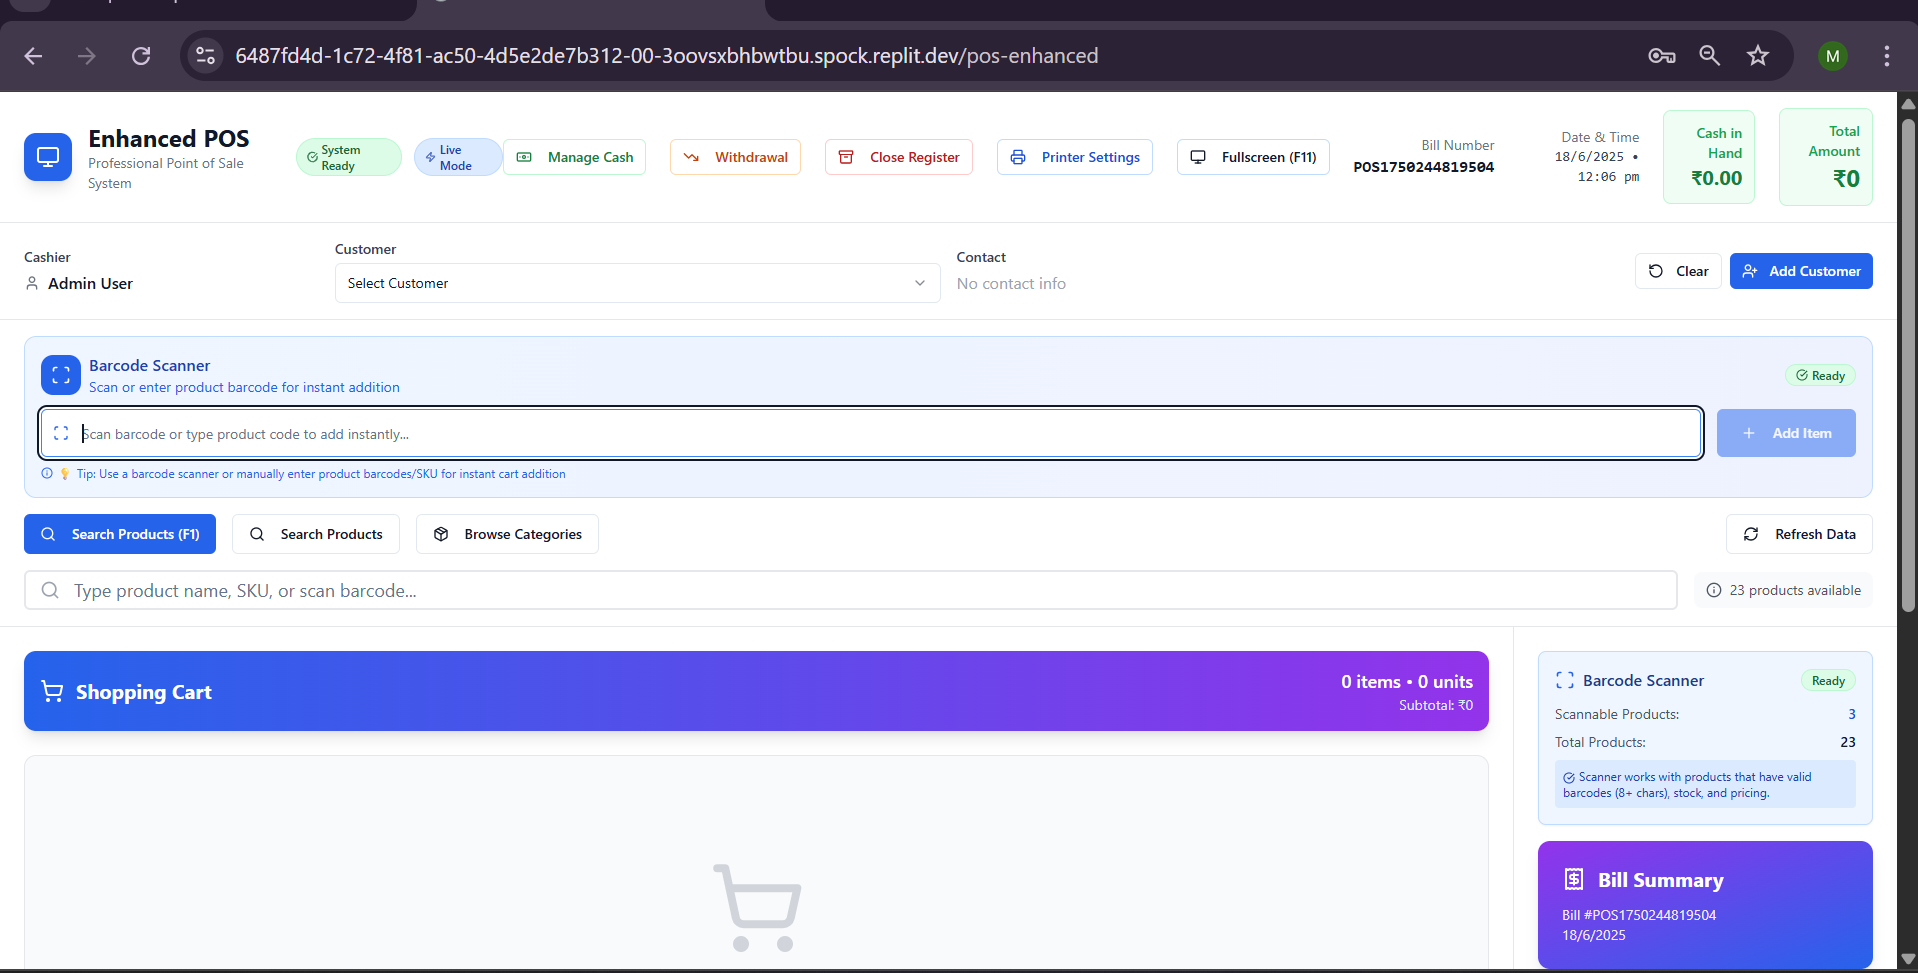 6487fd4d-1c72-4f81-ac50-4d5e2de7b312-00-3oovsxbhbwtbu.spock.replit.dev/pos-enhanced
M
Enhanced POS
Professional Point of Sale
System
System
Ready
Live
Mode
Manage Cash
Withdrawal
Close Register
Printer Settings
Fullscreen (F11)
Bill Number
POS1750244819504
Date & Time
18/6/2025 •
12:06 pm
Cash in
Hand
₹0.00
Total
Amount
₹0
Cashier
Admin User
Customer
Select Customer
Contact
No contact info
Clear
Add Customer
Barcode Scanner
Scan or enter product barcode for instant addition
Ready
Scan barcode or type product code to add instantly...
Add Item
💡 Tip: Use a barcode scanner or manually enter product barcodes/SKU for instant cart addition
Search Products (F1)
Search Products
Browse Categories
Refresh Data
Type product name, SKU, or scan barcode...
23 products available
Shopping Cart
0 items • 0 units
Subtotal: ₹0
Barcode Scanner
Ready
Scannable Products:
3
Total Products:
23
Scanner works with products that have valid
barcodes (8+ chars), stock, and pricing.
Bill Summary
Bill #POS1750244819504
18/6/2025